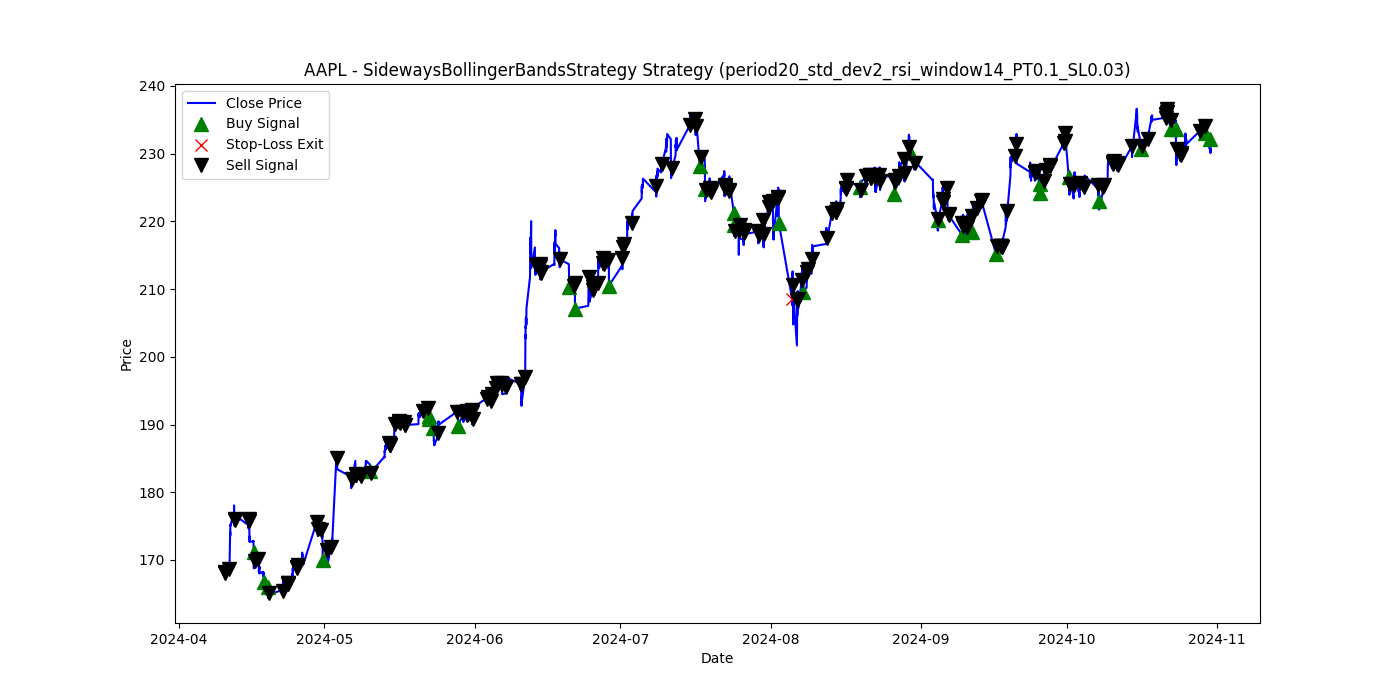 AAPL - SidewaysBollingerBandsStrategy Strategy (period20_std_dev2_rsi_window14_PT0.1_SL0.03)
Close Price
Buy Signal
Stop-Loss Exit
Sell Signal
240
230
220
210
200
190
180
170
Price
2024-04
2024-05
2024-06
2024-07
2024-08
2024-09
2024-10
2024-11
Date